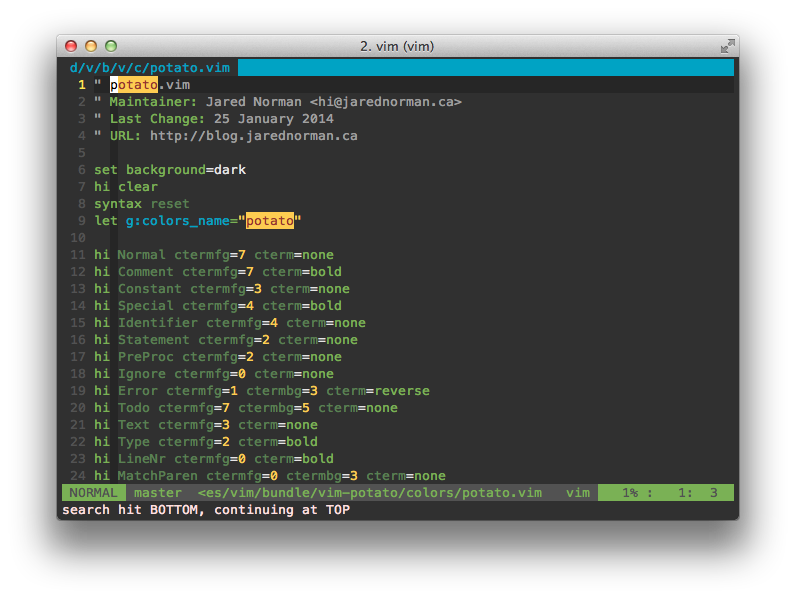 2. vim (vim)
d/v/b/v/c/potato.vim
1 " potato.vim
2 " Maintainer: Jared Norman <hi@jarednorman.ca>
3 " Last Change: 25 January 2014
4 " URL: http://blog.jarednorman.ca
5
6 set background=dark
7 hi clear
8 syntax reset
9 let g:colors_name="potato"
10
11 hi Normal ctermfg=7 cterm=none
12 hi Comment ctermfg=7 cterm=bold
13 hi Constant ctermfg=3 cterm=none
14 hi Special ctermfg=4 cterm=bold
15 hi Identifier ctermfg=4 cterm=none
16 hi Statement ctermfg=2 cterm=none
17 hi PreProc ctermfg=2 cterm=none
18 hi Ignore ctermfg=0 cterm=none
19 hi Error ctermfg=1 ctermbg=3 cterm=reverse
20 hi Todo ctermfg=7 ctermbg=5 cterm=none
21 hi Text ctermfg=3 cterm=none
22 hi Type ctermfg=2 cterm=bold
23 hi LineNr ctermfg=0 cterm=bold
24 hi MatchParen ctermfg=0 ctermbg=3 cterm=none
NORMAL master <es/vim/bundle/vim-potato/colors/potato.vim vim 1% : 1: 3
search hit BOTTOM, continuing at TOP